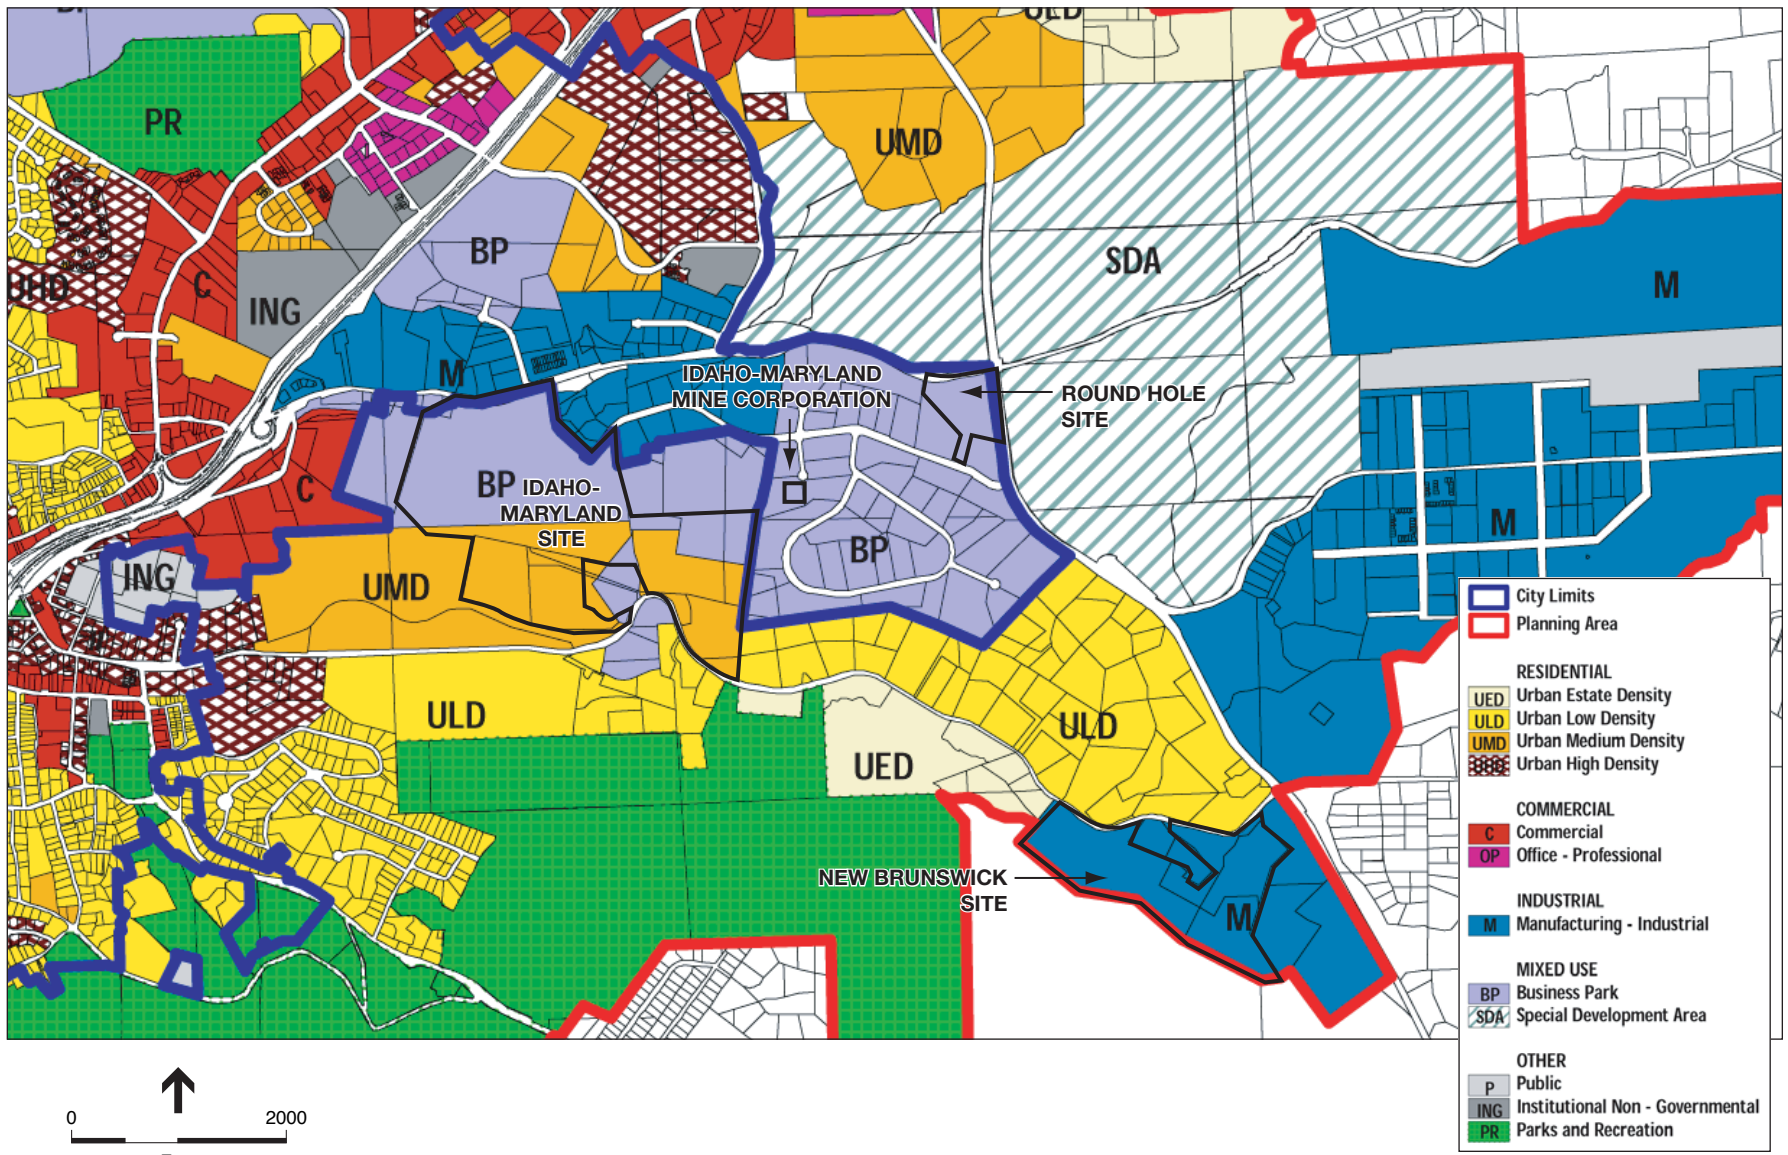 PR
UMD
UHD
C
ING
BP
SDA
M
M
IDAHO-MARYLAND
MINE CORPORATION
ROUND HOLE
SITE
C
BP
IDAHO-
MARYLAND
SITE
M
BP
ING
UMD
ULD
ULD
UED
NEW BRUNSWICK
SITE
M
City Limits
Planning Area
RESIDENTIAL
UED Urban Estate Density
ULD Urban Low Density
UMD Urban Medium Density
UHD Urban High Density
COMMERCIAL
C Commercial
OP Office - Professional
INDUSTRIAL
M Manufacturing - Industrial
MIXED USE
BP Business Park
SDA Special Development Area
OTHER
P Public
ING Institutional Non - Governmental
PR Parks and Recreation
0 2000